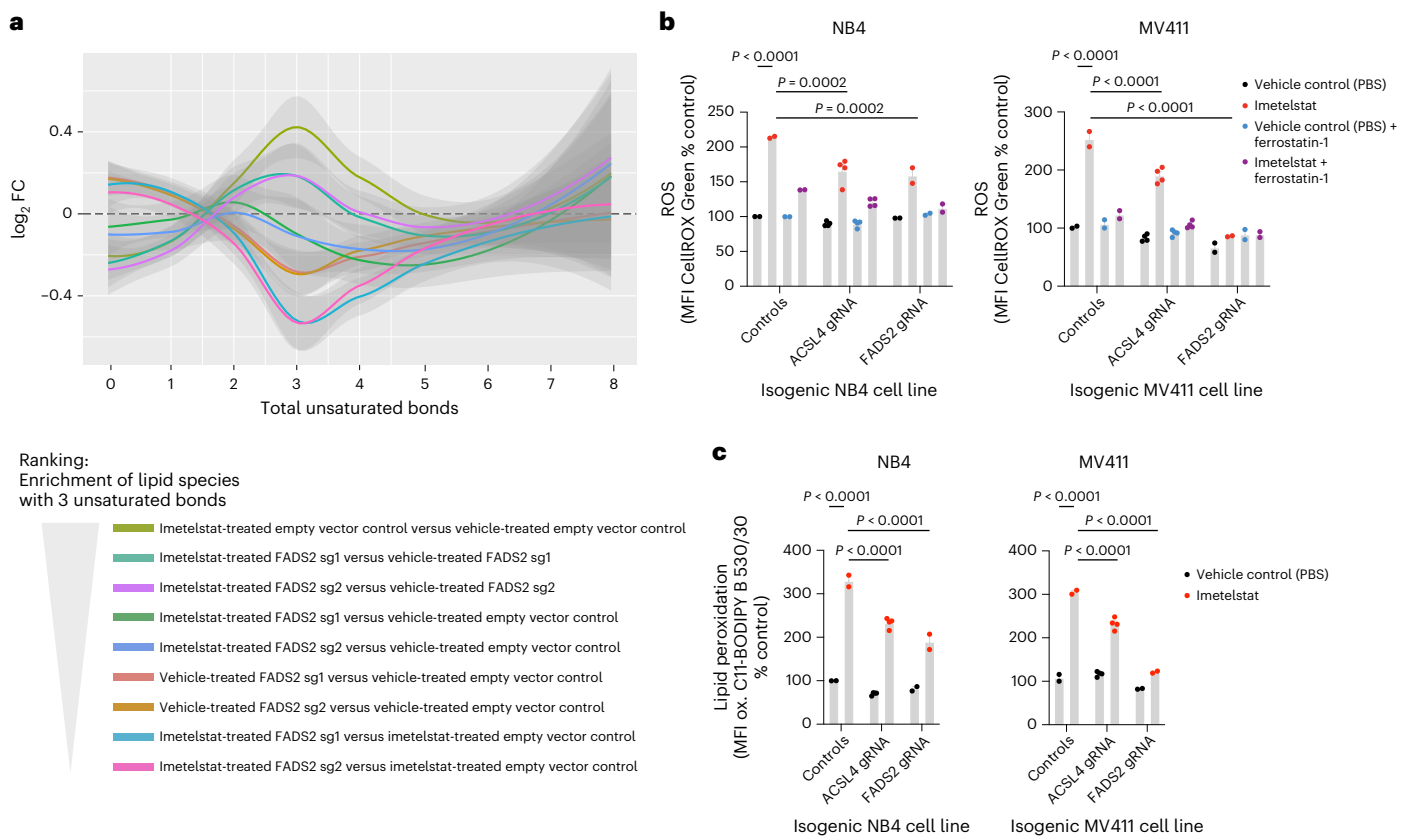 a
0.4
0
–0.4
log2 FC
0 1 2 3 4 5 6 7 8
Total unsaturated bonds
Ranking:
Enrichment of lipid species
with 3 unsaturated bonds
Imetelstat-treated empty vector control versus vehicle-treated empty vector control
Imetelstat-treated FADS2 sg1 versus vehicle-treated FADS2 sg1
Imetelstat-treated FADS2 sg2 versus vehicle-treated FADS2 sg2
Imetelstat-treated FADS2 sg1 versus vehicle-treated empty vector control
Imetelstat-treated FADS2 sg2 versus vehicle-treated empty vector control
Vehicle-treated FADS2 sg1 versus vehicle-treated empty vector control
Vehicle-treated FADS2 sg2 versus vehicle-treated empty vector control
Imetelstat-treated FADS2 sg1 versus imetelstat-treated empty vector control
Imetelstat-treated FADS2 sg2 versus imetelstat-treated empty vector control
b
NB4
P < 0.0001
P = 0.0002
P = 0.0002
ROS
(MFI CellROX Green % control)
250
200
150
100
50
0
Controls
ACSL4 gRNA
FADS2 gRNA
Isogenic NB4 cell line
MV411
P < 0.0001
P < 0.0001
P < 0.0001
ROS
(MFI CellROX Green % control)
300
200
100
0
Controls
ACSL4 gRNA
FADS2 gRNA
Isogenic MV411 cell line
Vehicle control (PBS)
Imetelstat
Vehicle control (PBS) +
ferrostatin-1
Imetelstat +
ferrostatin-1
c
NB4
P < 0.0001
P < 0.0001
P < 0.0001
Lipid peroxidation
(MFI ox. C11-BODIPY B 530/30
% control)
400
300
200
100
0
Controls
ACSL4 gRNA
FADS2 gRNA
Isogenic NB4 cell line
MV411
P < 0.0001
P < 0.0001
P < 0.0001
400
300
200
100
0
Controls
ACSL4 gRNA
FADS2 gRNA
Isogenic MV411 cell line
Vehicle control (PBS)
Imetelstat